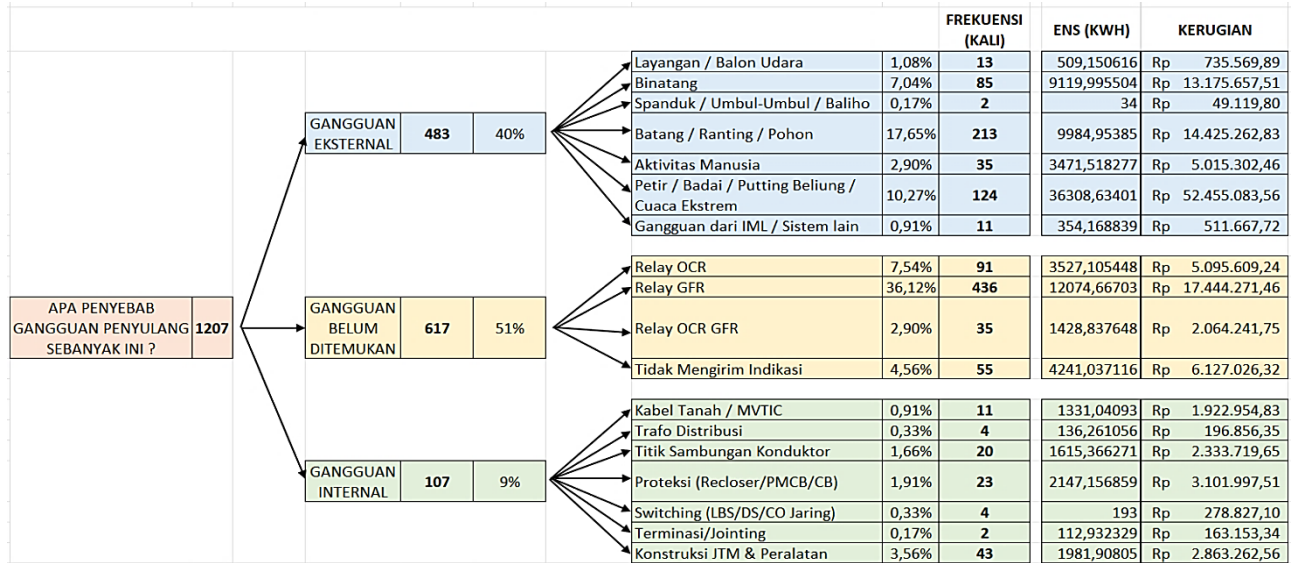 FREKUENSI (KALI) ENS (KWH) KERUGIAN
Layangan / Balon Udara 1,08% 13 509,150616 Rp 735.569,89
Binatang 7,04% 85 9119,995504 Rp 13.175.657,51
Spanduk / Umbul-Umbul / Baliho 0,17% 2 34 Rp 49.119,80
GANGGUAN
EKSTERNAL
483 40%
Batang / Ranting / Pohon 17,65% 213 9984,95385 Rp 14.425.262,83
Aktivitas Manusia 2,90% 35 3471,518277 Rp 5.015.302,46
Petir / Badai / Putting Beliung /
Cuaca Ekstrem
10,27% 124 36308,63401 Rp 52.455.083,56
Gangguan dari IML / Sistem lain 0,91% 11 354,168839 Rp 511.667,72
Relay OCR 7,54% 91 3527,105448 Rp 5.095.609,24
Relay GFR 36,12% 436 12074,66703 Rp 17.444.271,46
APA PENYEBAB
GANGGUAN PENYULANG
SEBANYAK INI ?
1207
GANGGUAN
BELUM
DITEMUKAN
617 51%
Relay OCR GFR 2,90% 35 1428,837648 Rp 2.064.241,75
Tidak Mengirim Indikasi 4,56% 55 4241,037116 Rp 6.127.026,32
Kabel Tanah / MVTIC 0,91% 11 1331,04093 Rp 1.922.954,83
Trafo Distribusi 0,33% 4 136,261056 Rp 196.856,35
Titik Sambungan Konduktor 1,66% 20 1615,366271 Rp 2.333.719,65
GANGGUAN
INTERNAL
107 9%
Proteksi (Recloser/PMCB/CB) 1,91% 23 2147,156859 Rp 3.101.997,51
Switching (LBS/DS/CO Jaring) 0,33% 4 193 Rp 278.827,10
Terminasi/Jointing 0,17% 2 112,932329 Rp 163.153,34
Konstruksi JTM & Peralatan 3,56% 43 1981,90805 Rp 2.863.262,56